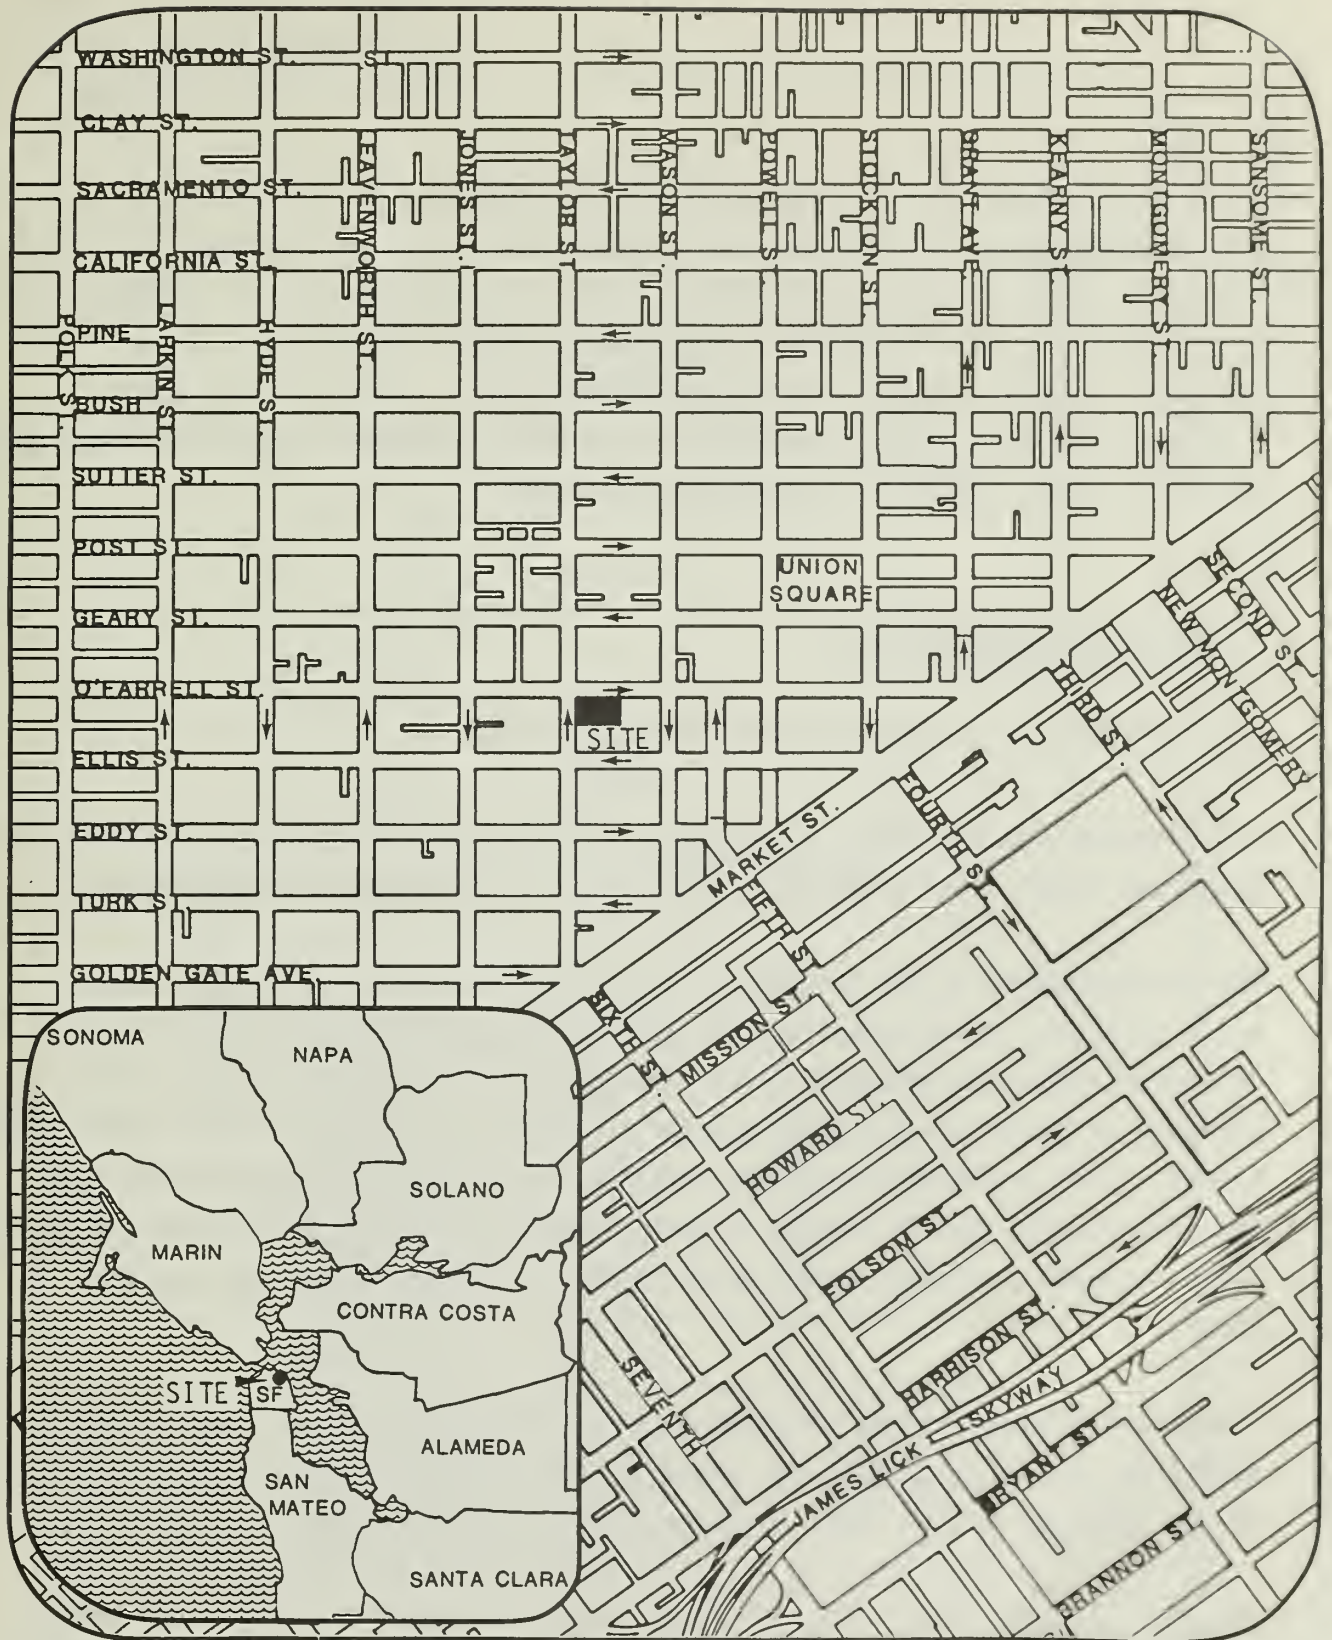 WASHINGTON ST.
ST.
CLAY ST.
LEAVENWORTH ST.
JONES ST.
TAYLOR ST.
MASON ST.
POWELL ST.
STOCKTON ST.
GRANT AVE.
KEARNY ST.
MONTGOMERY ST.
SANSOME ST.
SACRAMENTO ST.
CALIFORNIA ST.
POLK ST.
LARKIN ST.
HYDE ST.
PINE
BUSH
SUTTER ST.
POST ST.
UNION
SQUARE
GEARY ST.
SECOND ST.
NEW MONTGOMERY
O'FARRELL ST.
THIRD ST.
SITE
ELLIS ST.
EDDY ST.
MARKET ST.
FOURTH ST.
TURK ST.
FIFTH ST.
GOLDEN GATE AVE.
SIXTH ST.
MISSION ST.
HOWARD ST.
FOLSOM ST.
HARRISON ST.
SEVENTH
JAMES LICK SKYWAY
BRYANT ST.
BRANNON ST.
SONOMA
NAPA
SOLANO
MARIN
CONTRA COSTA
SITE
SF
ALAMEDA
SAN
MATEO
SANTA CLARA